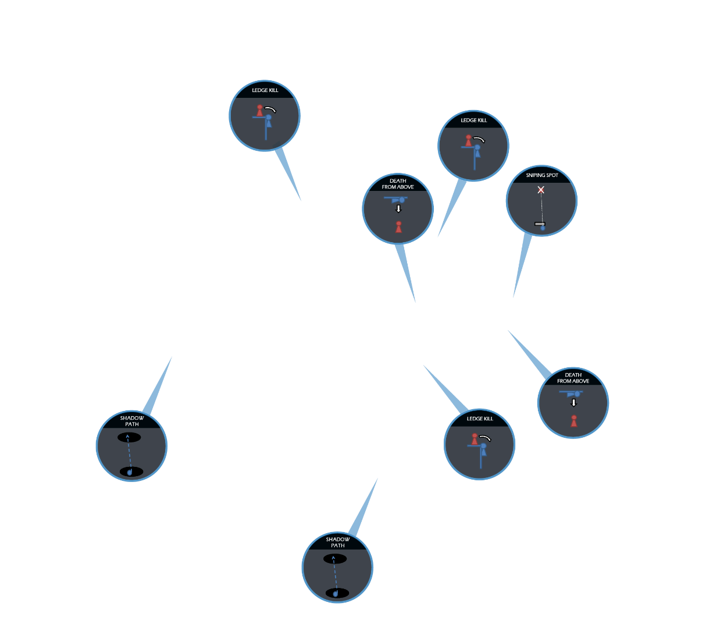 LEDGE KILL
LEDGE KILL
SNIPING SPOT
DEATH
FROM ABOVE
DEATH
FROM ABOVE
SHADOW
PATH
LEDGE KILL
SHADOW
PATH